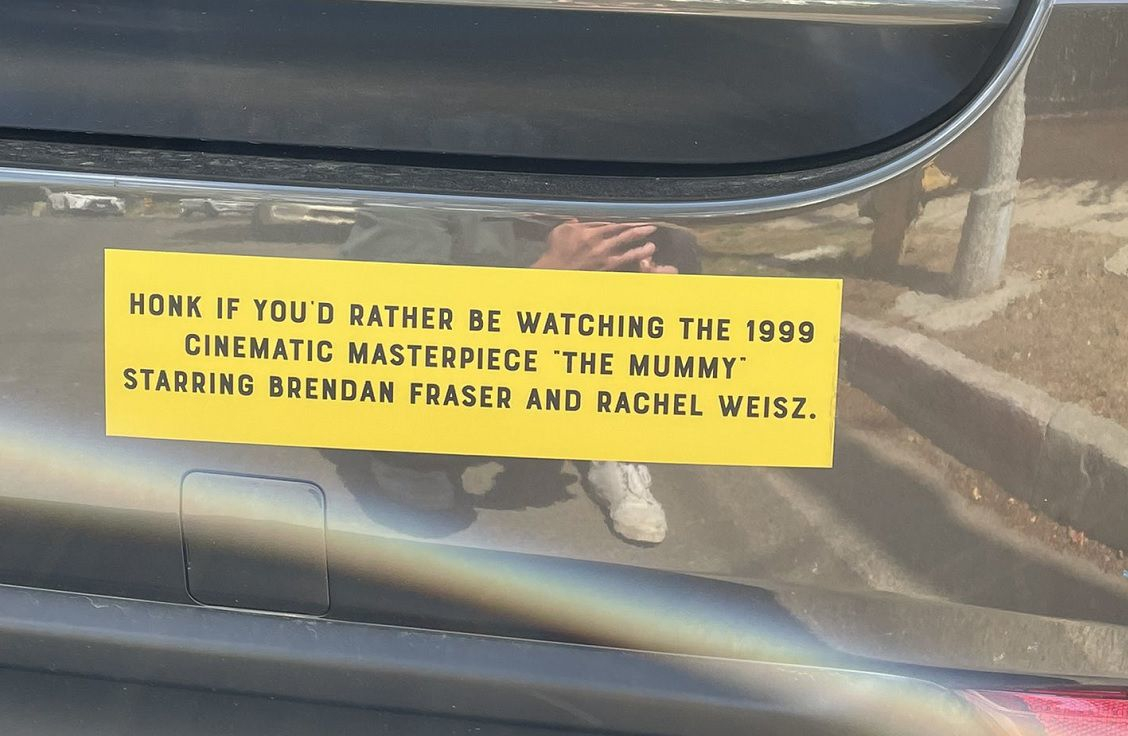 HONK IF YOU'D RATHER BE WATCHING THE 1999
CINEMATIC MASTERPIECE "THE MUMMY"
STARRING BRENDAN FRASER AND RACHEL WEISZ.